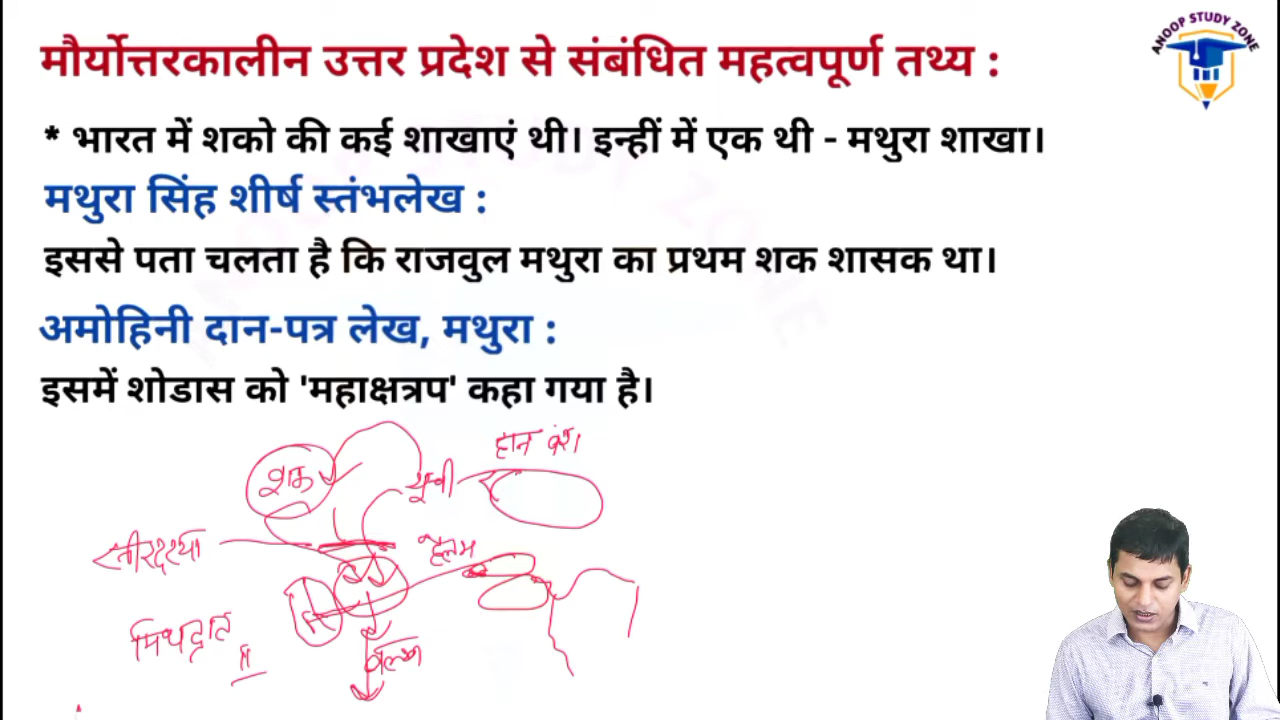 मौर्योत्तरकालीन उत्तर प्रदेश से संबंधित महत्वपूर्ण तथ्य :
ANOOP STUDY ZONE
* भारत में शको की कई शाखाएं थी। इन्हीं में एक थी - मथुरा शाखा।
मथुरा सिंह शीर्ष स्तंभलेख :
इससे पता चलता है कि राजवुल मथुरा का प्रथम शक शासक था।
अमोहिनी दान-पत्र लेख, मथुरा :
इसमें शोडास को 'महाक्षत्रप' कहा गया है।
हान वंश
शक
यूची